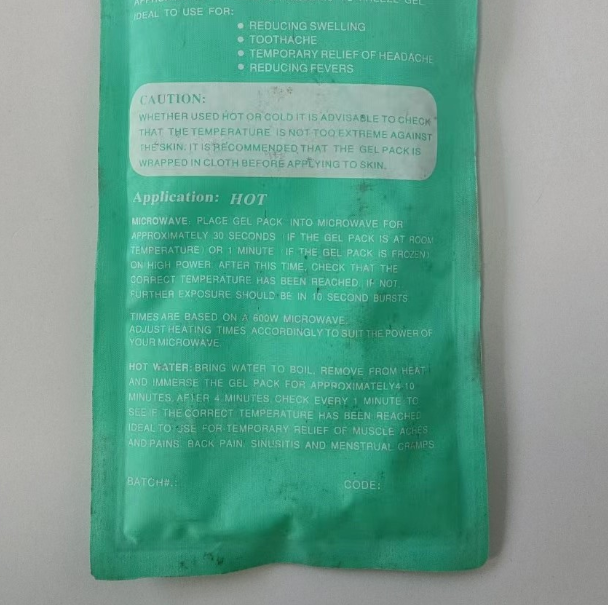 IDEAL TO USE FOR:
● REDUCING SWELLING
● TOOTHACHE
● TEMPORARY RELIEF OF HEADACHE
● REDUCING FEVERS
CAUTION:
WHETHER USED HOT OR COLD IT IS ADVISABLE TO CHECK
THAT THE TEMPERATURE IS NOT TOO EXTREME AGAINST
THE SKIN. IT IS RECOMMENDED THAT THE GEL PACK IS
WRAPPED IN CLOTH BEFORE APPLYING TO SKIN.
Application: HOT
MICROWAVE: PLACE GEL PACK INTO MICROWAVE FOR
APPROXIMATELY 30 SECONDS (IF THE GEL PACK IS AT ROOM
TEMPERATURE) OR 1 MINUTE (IF THE GEL PACK IS FROZEN)
ON HIGH POWER. AFTER THIS TIME, CHECK THAT THE
CORRECT TEMPERATURE HAS BEEN REACHED. IF NOT,
FURTHER EXPOSURE SHOULD BE IN 10 SECOND BURSTS.
TIMES ARE BASED ON A 600W MICROWAVE.
ADJUST HEATING TIMES ACCORDINGLY TO SUIT THE POWER OF
YOUR MICROWAVE.
HOT WATER: BRING WATER TO BOIL, REMOVE FROM HEAT
AND IMMERSE THE GEL PACK FOR APPROXIMATELY 4-10
MINUTES. AFTER 4 MINUTES, CHECK EVERY 1 MINUTE TO
SEE IF THE CORRECT TEMPERATURE HAS BEEN REACHED.
IDEAL TO USE FOR TEMPORARY RELIEF OF MUSCLE ACHES
AND PAINS, BACK PAIN, SINUSITIS AND MENSTRUAL CRAMPS.
BATCH#.:
CODE: